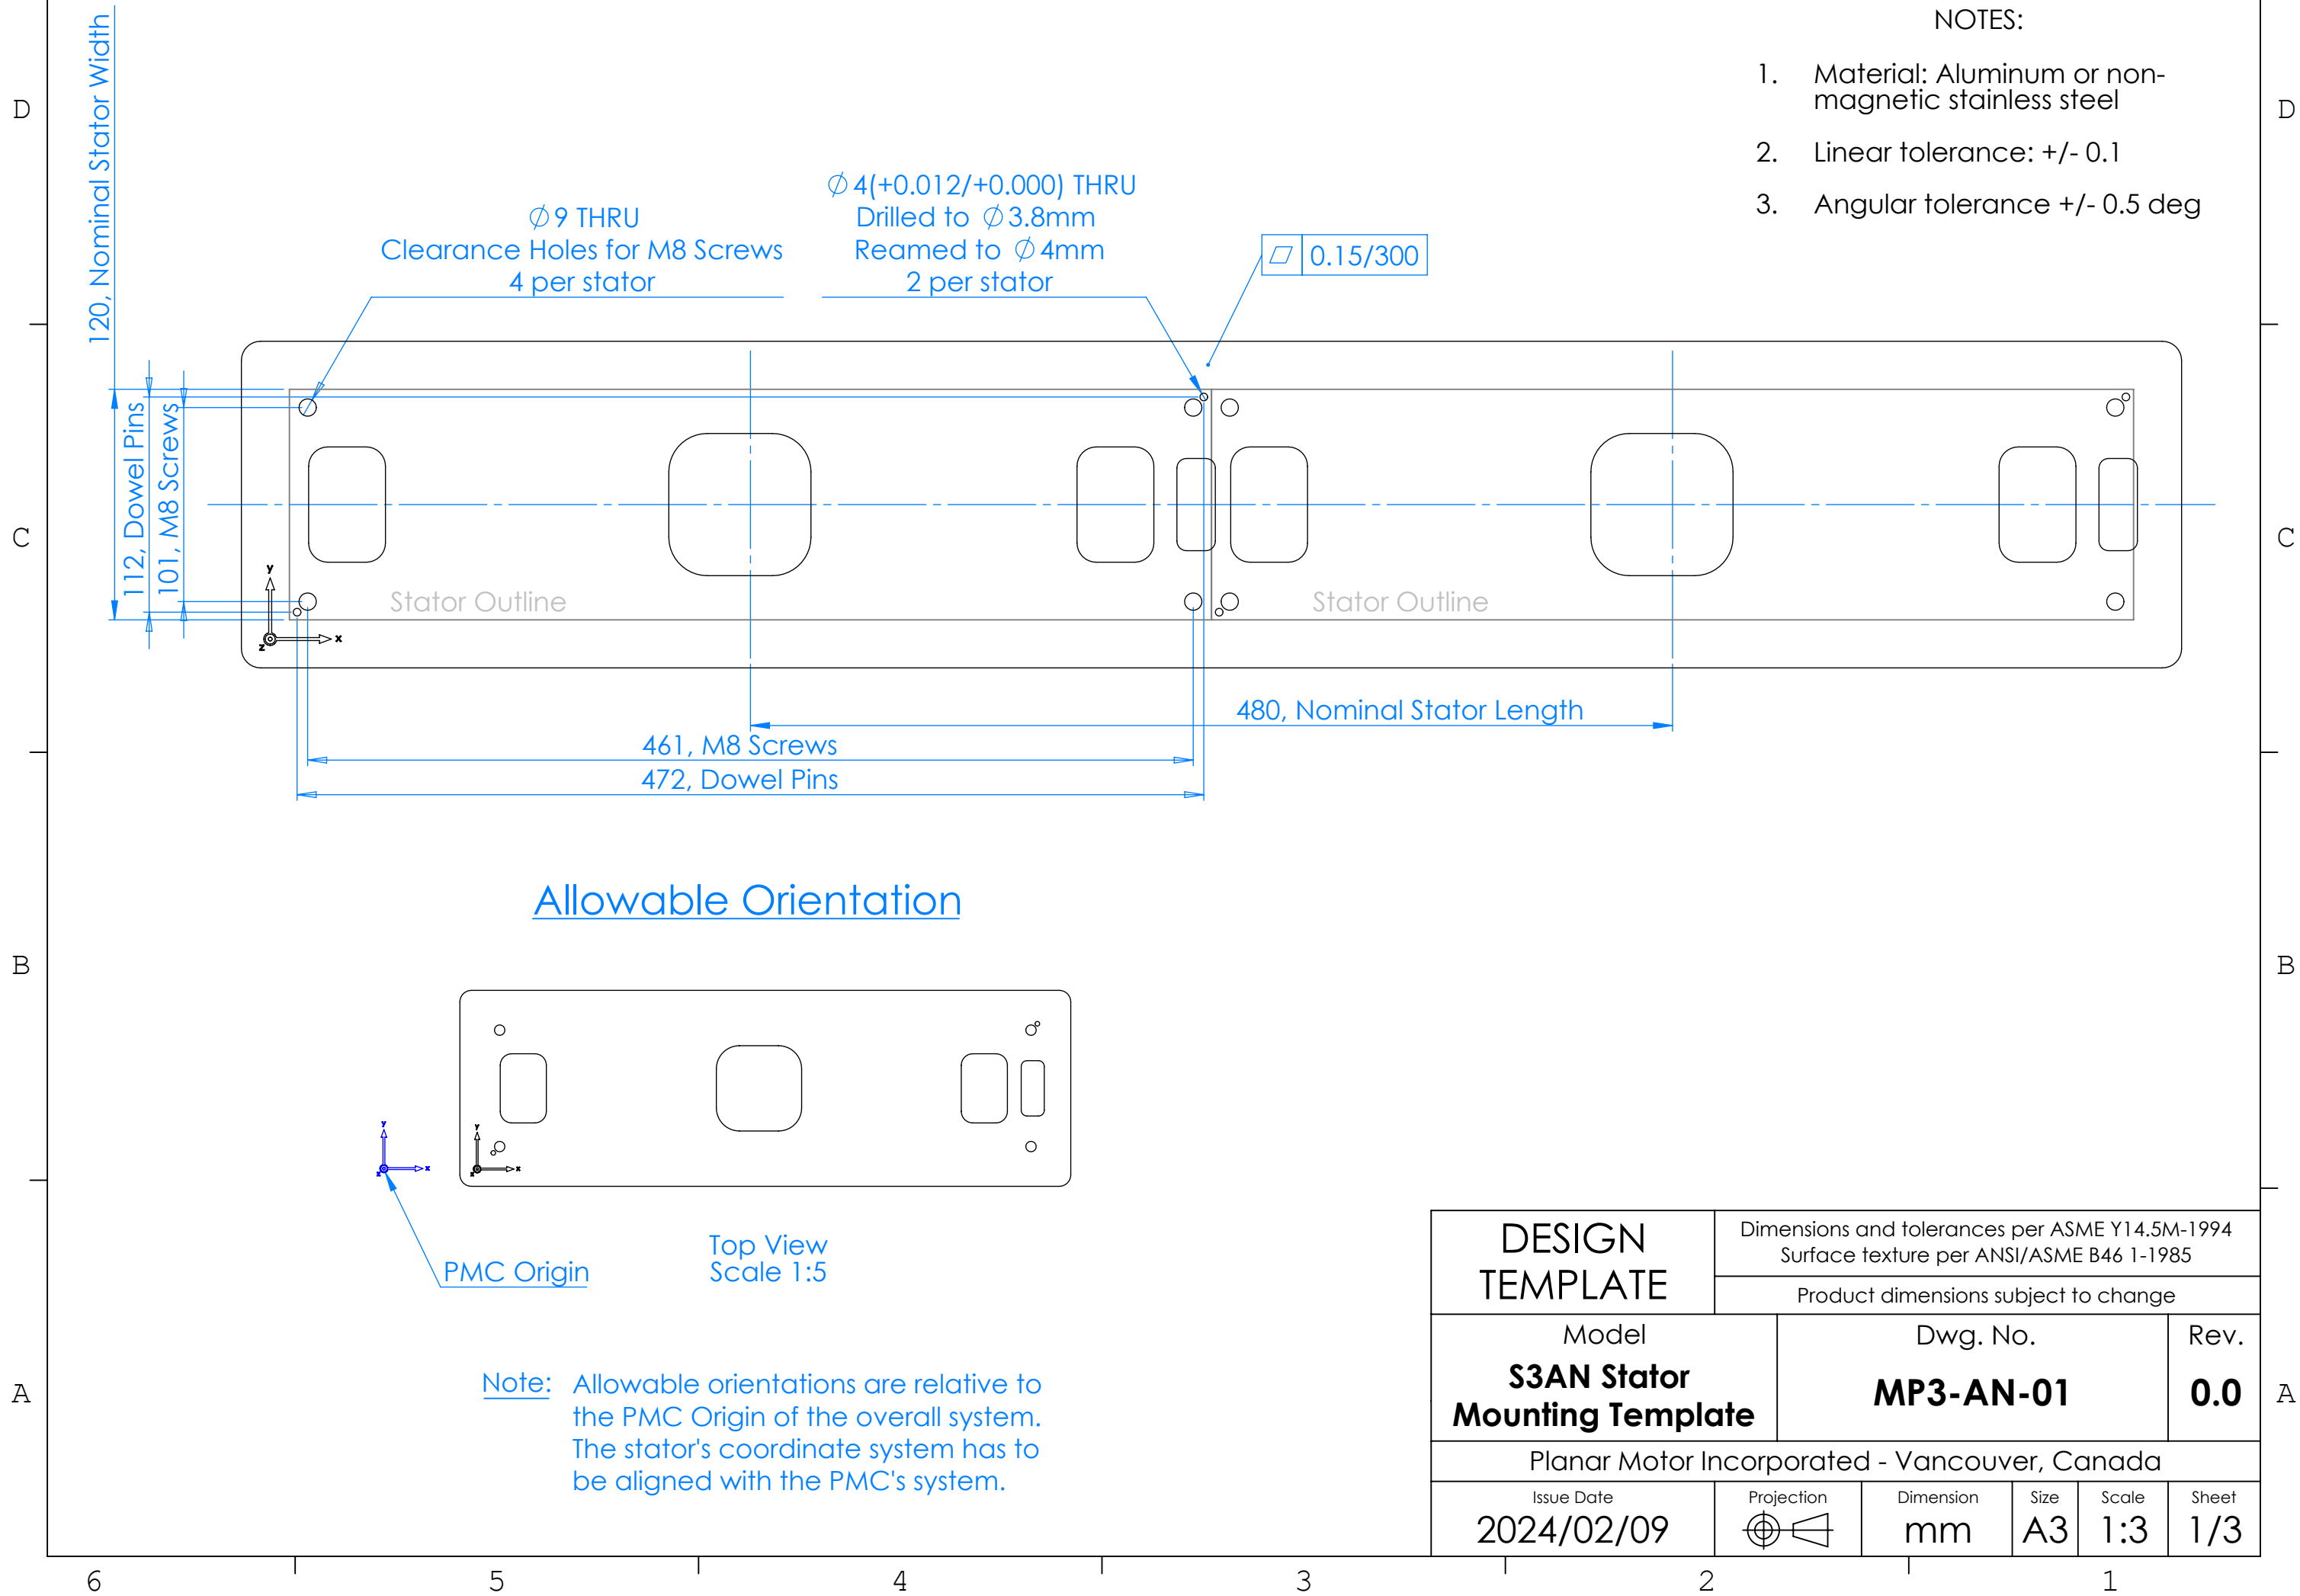 NOTES:
1. Material: Aluminum or non-
magnetic stainless steel
2. Linear tolerance: +/- 0.1
3. Angular tolerance +/- 0.5 deg
D
D
120, Nominal Stator Width
∅9 THRU
Clearance Holes for M8 Screws
4 per stator
∅4(+0.012/+0.000) THRU
Drilled to ∅3.8mm
Reamed to ∅4mm
2 per stator
⏥ 0.15/300
112, Dowel Pins
101, M8 Screws
C
C
Stator Outline
Stator Outline
y
x
z
480, Nominal Stator Length
461, M8 Screws
472, Dowel Pins
Allowable Orientation
B
B
y
x
z
y
x
z
PMC Origin
Top View
Scale 1:5
Note: Allowable orientations are relative to
the PMC Origin of the overall system.
The stator's coordinate system has to
be aligned with the PMC's system.
A
A
DESIGN
TEMPLATE
Dimensions and tolerances per ASME Y14.5M-1994
Surface texture per ANSI/ASME B46 1-1985
Product dimensions subject to change
Model
S3AN Stator
Mounting Template
Dwg. No.
MP3-AN-01
Rev.
0.0
Planar Motor Incorporated - Vancouver, Canada
Issue Date
2024/02/09
Projection
Dimension
mm
Size
A3
Scale
1:3
Sheet
1/3
6 5 4 3 2 1